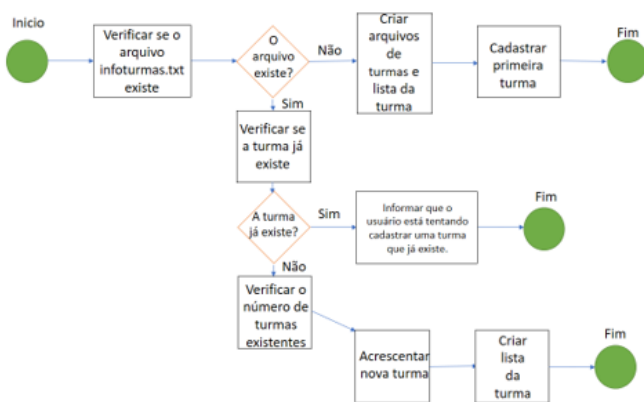 Inicio
Verificar se o
arquivo
infoturmas.txt
existe
O
arquivo
existe?
Não
Criar
arquivos
de
turmas e
lista da
turma
Cadastrar
primeira
turma
Fim
Sim
Verificar se
a turma já
existe
A turma
já existe?
Sim
Informar que o
usuário está tentando
cadastrar uma turma
que já existe.
Fim
Não
Verificar o
número de
turmas
existentes
Acrescentar
nova turma
Criar
lista
da
turma
Fim